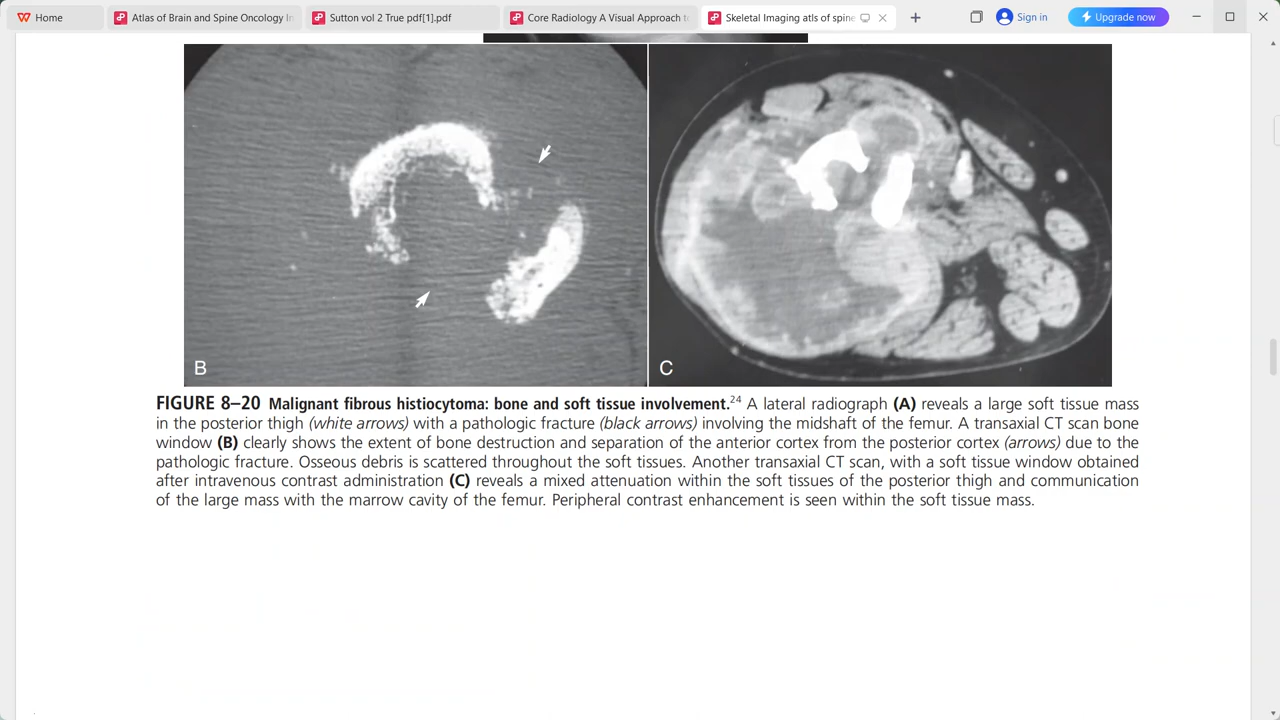 Home
Atlas of Brain and Spine Oncology I
Sutton vol 2 True pdf[1].pdf
Core Radiology A Visual Approach to
Skeletal Imaging atls of spine
Sign in
Upgrade now
B
C
FIGURE 8–20 Malignant fibrous histiocytoma: bone and soft tissue involvement.24 A lateral radiograph (A) reveals a large soft tissue mass
in the posterior thigh (white arrows) with a pathologic fracture (black arrows) involving the midshaft of the femur. A transaxial CT scan bone
window (B) clearly shows the extent of bone destruction and separation of the anterior cortex from the posterior cortex (arrows) due to the
pathologic fracture. Osseous debris is scattered throughout the soft tissues. Another transaxial CT scan, with a soft tissue window obtained
after intravenous contrast administration (C) reveals a mixed attenuation within the soft tissues of the posterior thigh and communication
of the large mass with the marrow cavity of the femur. Peripheral contrast enhancement is seen within the soft tissue mass.